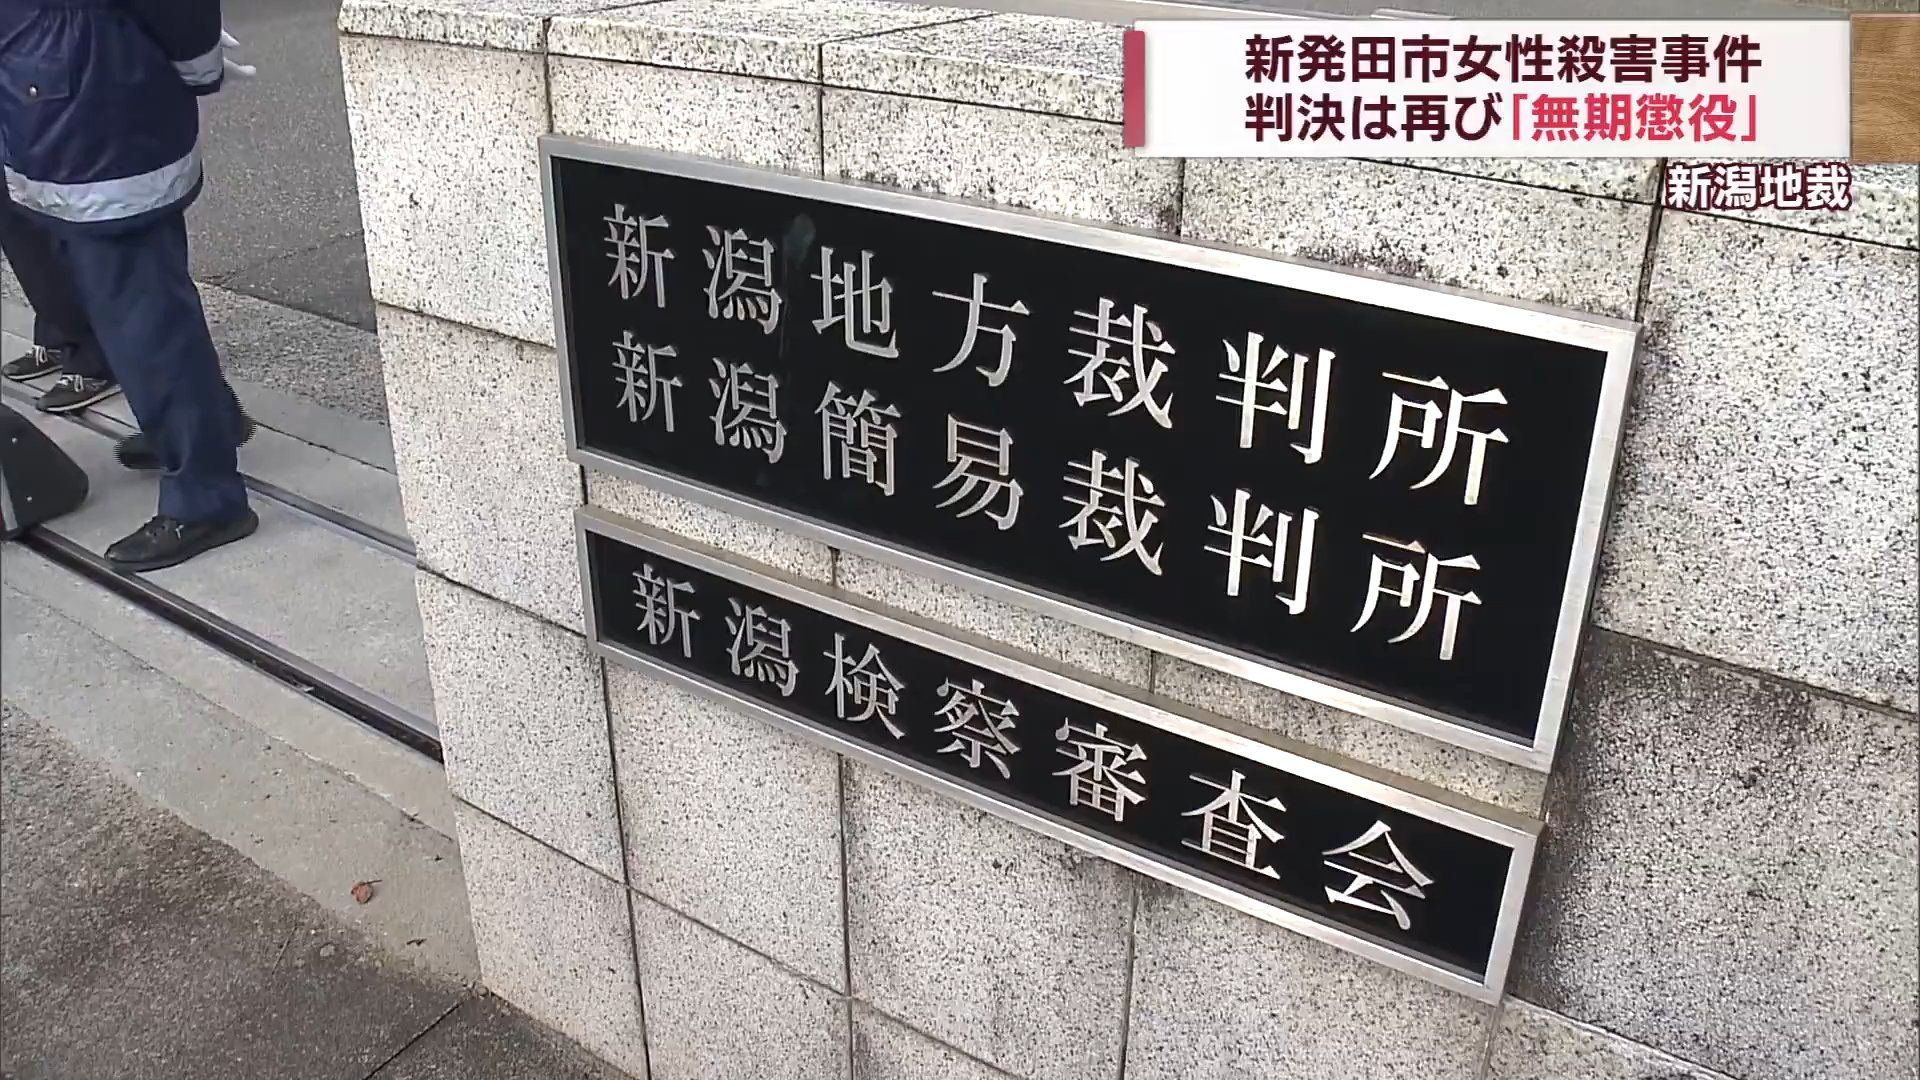 新発田市女性殺害事件
判決は再び「無期懲役」
新潟地裁
新潟地方裁判所
新潟簡易裁判所
新潟検察審査会